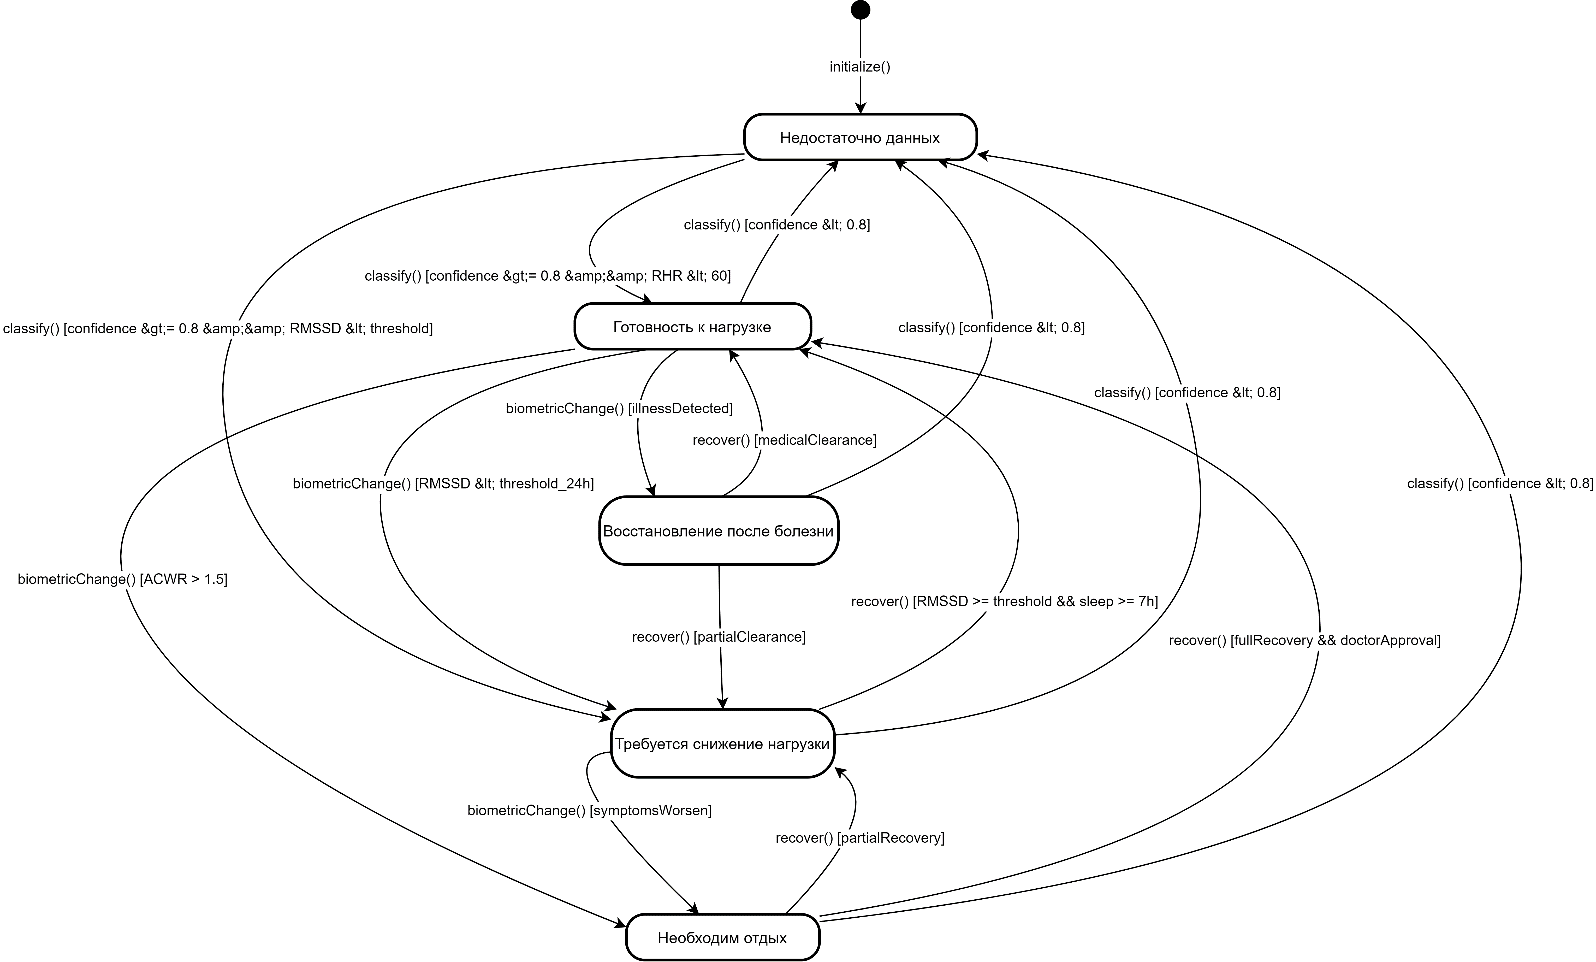 initialize()
Недостаточно данных
classify() [confidence &lt; 0.8]
classify() [confidence &gt;= 0.8 &amp;&amp; RHR &lt; 60]
classify() [confidence &gt;= 0.8 &amp;&amp; RMSSD &lt; threshold]
Готовность к нагрузке
classify() [confidence &lt; 0.8]
classify() [confidence &lt; 0.8]
biometricChange() [illnessDetected]
recover() [medicalClearance]
biometricChange() [RMSSD &lt; threshold_24h]
classify() [confidence &lt; 0.8]
Восстановление после болезни
biometricChange() [ACWR > 1.5]
recover() [RMSSD >= threshold && sleep >= 7h]
recover() [partialClearance]
recover() [fullRecovery && doctorApproval]
Требуется снижение нагрузки
biometricChange() [symptomsWorsen]
recover() [partialRecovery]
Необходим отдых